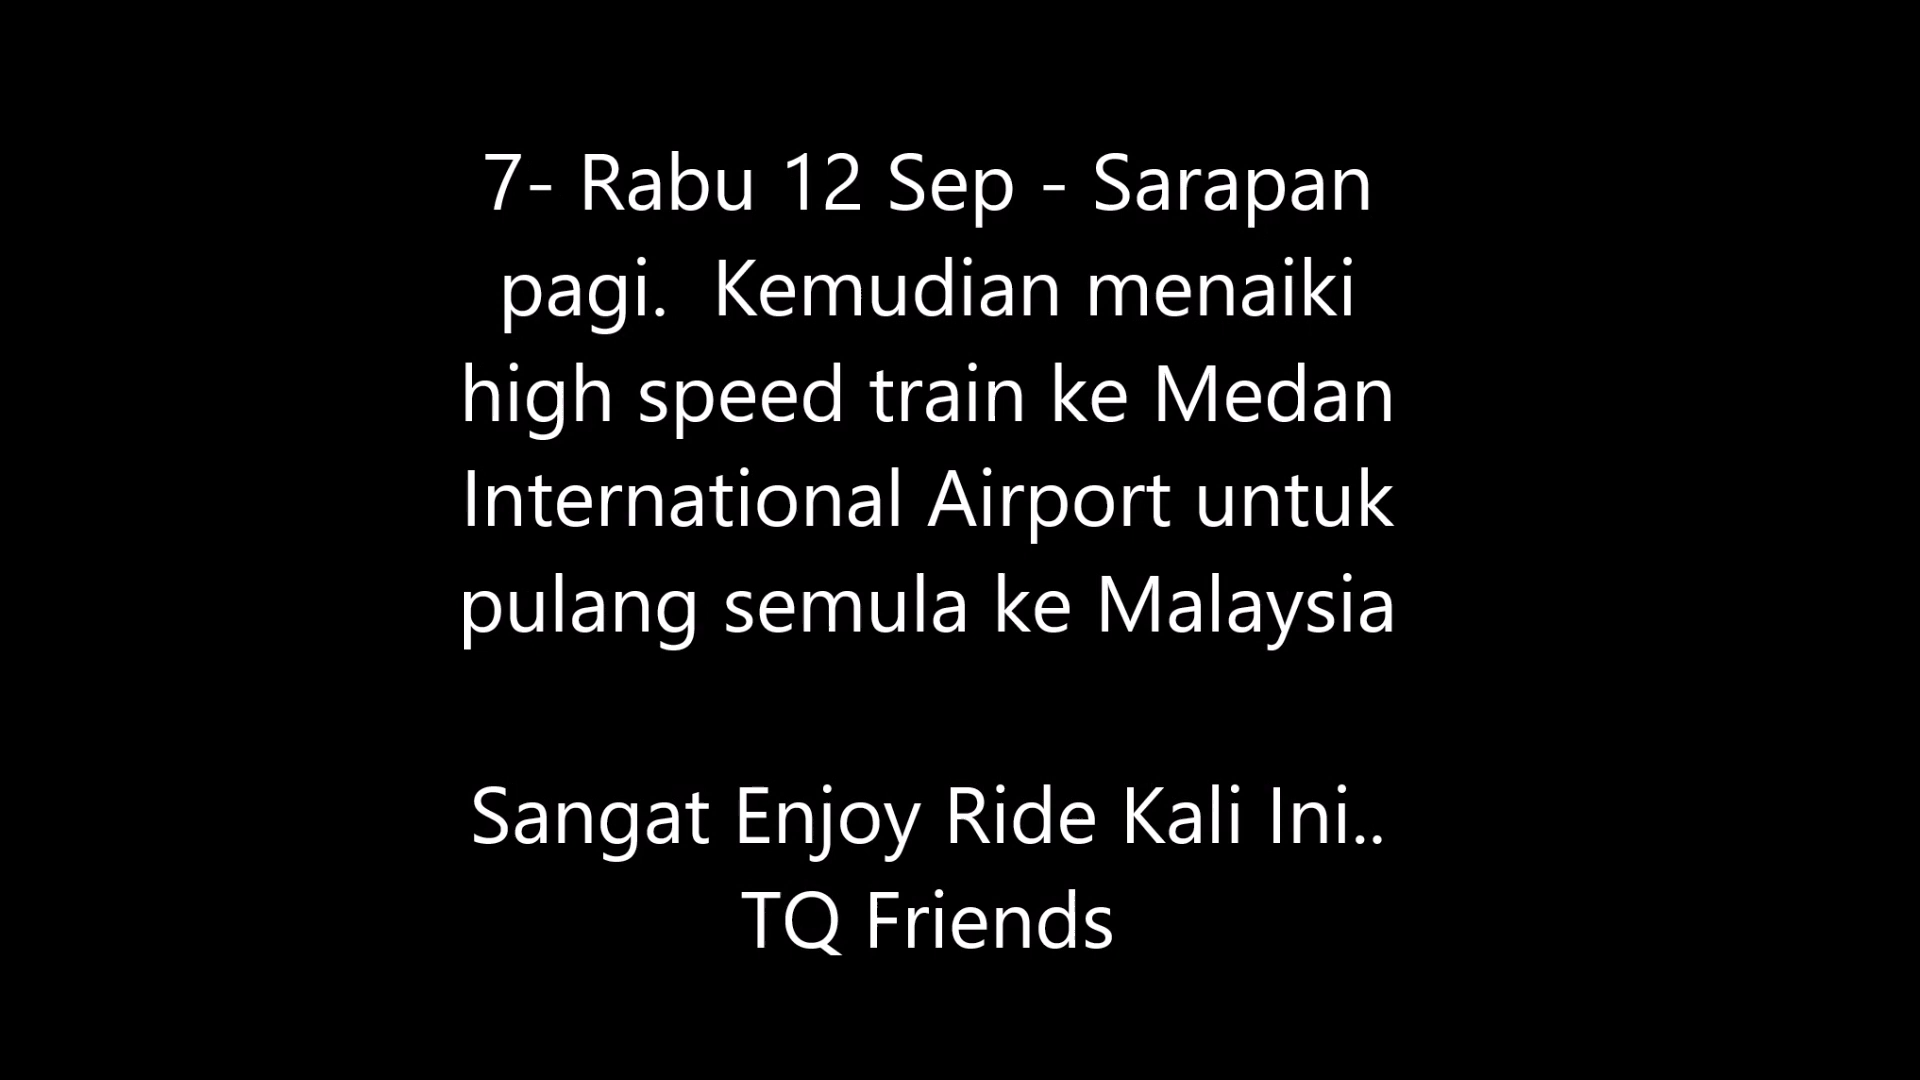 7- Rabu 12 Sep - Sarapan
pagi.  Kemudian menaiki
high speed train ke Medan
International Airport untuk
pulang semula ke Malaysia
Sangat Enjoy Ride Kali Ini..
TQ Friends